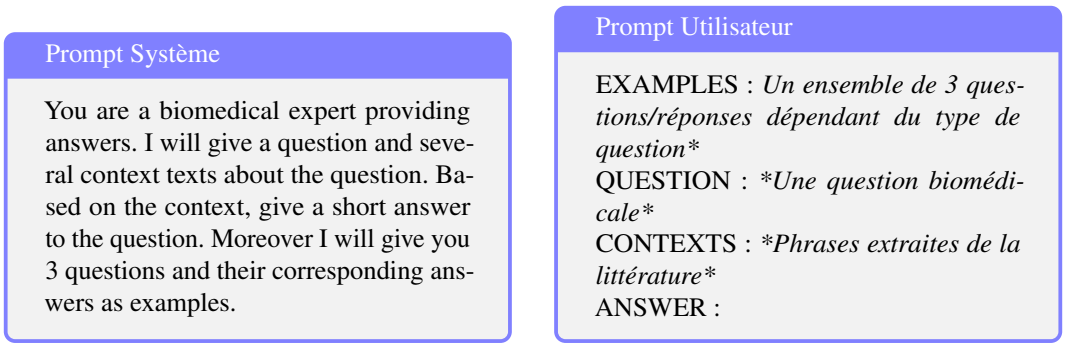 Prompt Système
You are a biomedical expert providing
answers. I will give a question and seve-
ral context texts about the question. Ba-
sed on the context, give a short answer
to the question. Moreover I will give you
3 questions and their corresponding ans-
wers as examples.
Prompt Utilisateur
EXAMPLES : Un ensemble de 3 ques-
tions/réponses dépendant du type de
question*
QUESTION : *Une question biomédi-
cale*
CONTEXTS : *Phrases extraites de la
littérature*
ANSWER :